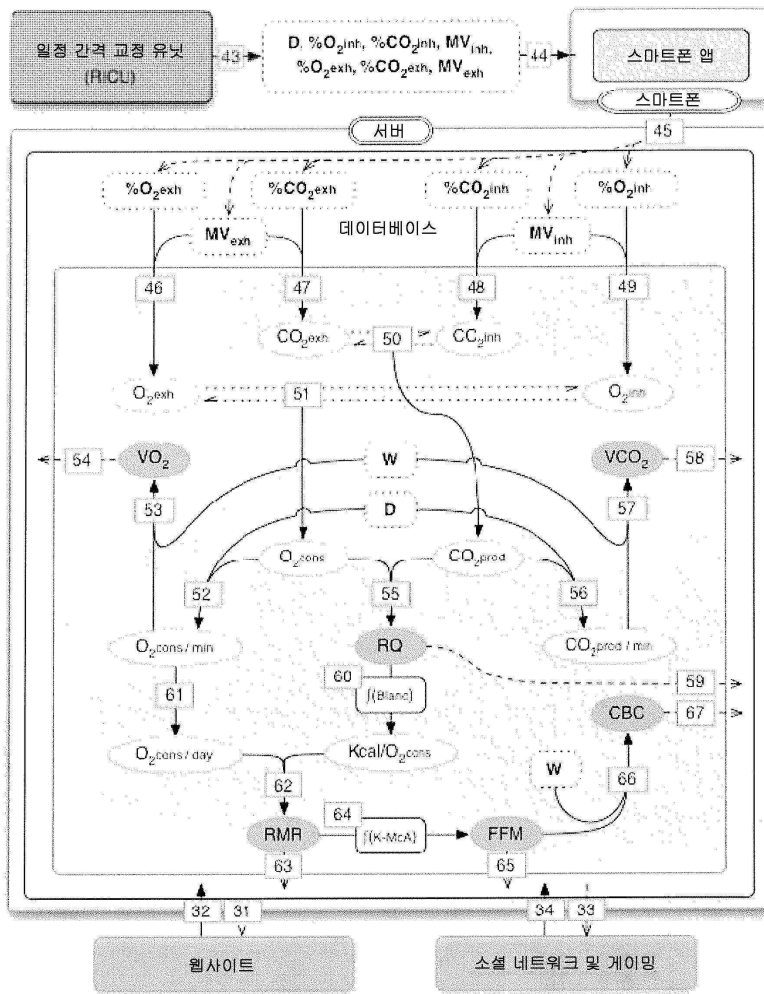 일정 간격 교정 유닛
(RICU)
43
D, %O₂inh, %CO₂inh, MVinh,
%O₂exh, %CO₂exh, MVexh
44
스마트폰 앱
스마트폰
서버
45
%O₂exh
%CO₂exh
%CO₂inh
%O₂inh
MVexh
데이터베이스
MVinh
46
47
48
49
CO₂exh
50
CO₂inh
O₂exh
51
O₂inh
54
VO₂
W
VCO₂
58
53
D
57
O₂cons
CO₂prod
52
55
56
O₂cons / min
RQ
CO₂prod / min
61
60
∫(Blanc)
59
CBC
67
O₂cons / day
Kcal/O₂cons
W
66
62
64
RMR
∫(K-McA)
FFM
63
65
32
31
34
33
웹사이트
소셜 네트워크 및 게이밍